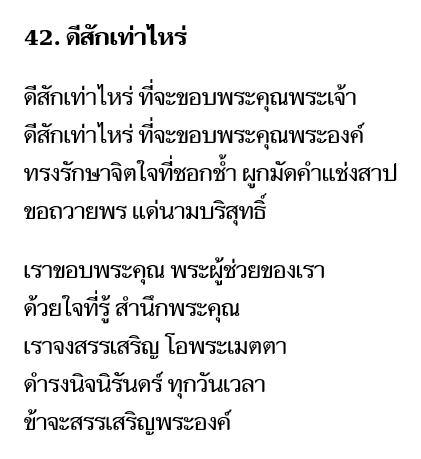 42. ดีสักเท่าไหร่
ดีสักเท่าไหร่ ที่จะขอบพระคุณพระเจ้า
ดีสักเท่าไหร่ ที่จะขอบพระคุณพระองค์
ทรงรักษาจิตใจที่ชอกช้ำ ผูกมัดคำแช่งสาป
ขอถวายพร แด่นามบริสุทธิ์
เราขอบพระคุณ พระผู้ช่วยของเรา
ด้วยใจที่รู้ สำนึกพระคุณ
เราจงสรรเสริญ โอพระเมตตา
ดำรงนิจนิรันดร์ ทุกวันเวลา
ข้าจะสรรเสริญพระองค์